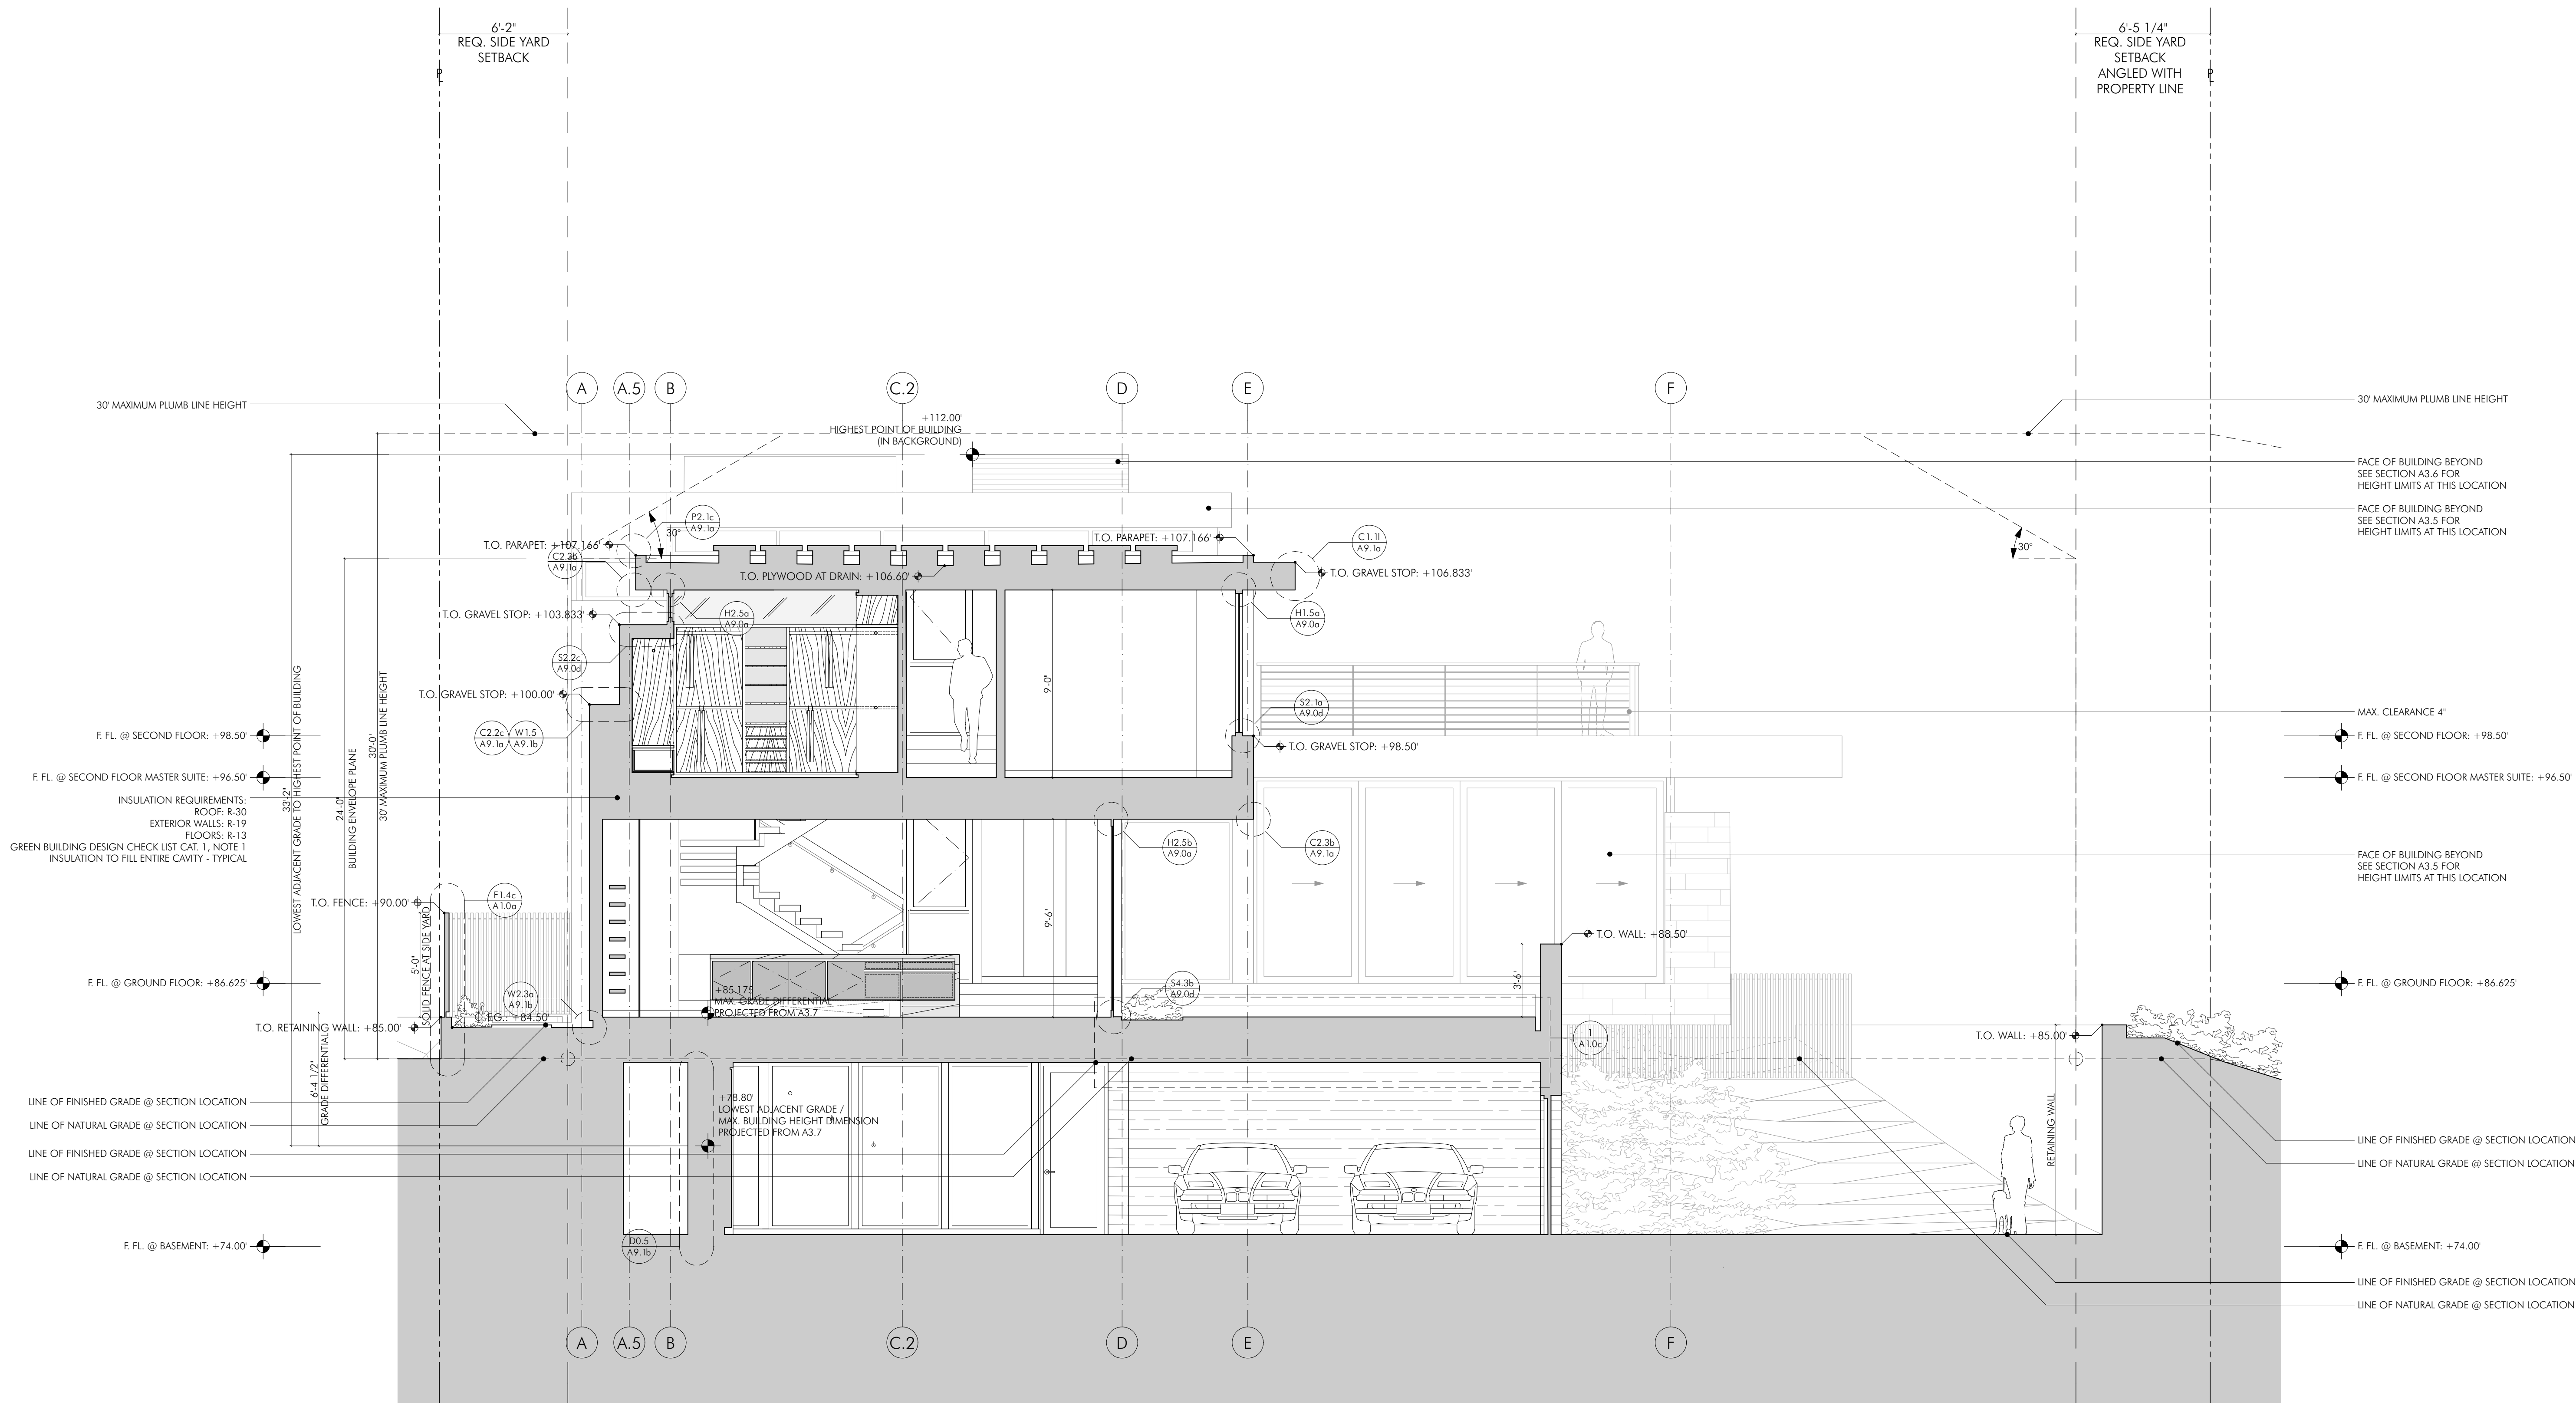 6'-2"
REQ. SIDE YARD
SETBACK
PL
6'-5 1/4"
REQ. SIDE YARD
SETBACK
ANGLED WITH
PROPERTY LINE
PL
A
A.5
B
C.2
D
E
F
30' MAXIMUM PLUMB LINE HEIGHT
30' MAXIMUM PLUMB LINE HEIGHT
+112.00'
HIGHEST POINT OF BUILDING
(IN BACKGROUND)
FACE OF BUILDING BEYOND
SEE SECTION A3.6 FOR
HEIGHT LIMITS AT THIS LOCATION
FACE OF BUILDING BEYOND
SEE SECTION A3.5 FOR
HEIGHT LIMITS AT THIS LOCATION
P2.1c
A9.1a
30°
T.O. PARAPET: +107.166'
C2.3b
A9.1a
T.O. PARAPET: +107.166'
C1.1l
A9.1a
30°
T.O. PLYWOOD AT DRAIN: +106.60'
T.O. GRAVEL STOP: +106.833'
T.O. GRAVEL STOP: +103.833'
H2.5a
A9.0a
H1.5a
A9.0a
S2.2c
A9.0d
T.O. GRAVEL STOP: +100.00'
9'-0"
S2.1a
A9.0d
MAX. CLEARANCE 4"
C2.2c
A9.1a
W1.5
A9.1b
F. FL. @ SECOND FLOOR: +98.50'
T.O. GRAVEL STOP: +98.50'
F. FL. @ SECOND FLOOR: +98.50'
F. FL. @ SECOND FLOOR MASTER SUITE: +96.50'
F. FL. @ SECOND FLOOR MASTER SUITE: +96.50'
33'-2"
LOWEST ADJACENT GRADE TO HIGHEST POINT OF BUILDING
24'-0"
BUILDING ENVELOPE PLANE
30'-0"
30' MAXIMUM PLUMB LINE HEIGHT
INSULATION REQUIREMENTS:
ROOF: R-30
EXTERIOR WALLS: R-19
FLOORS: R-13
GREEN BUILDING DESIGN CHECK LIST CAT. 1, NOTE 1
INSULATION TO FILL ENTIRE CAVITY - TYPICAL
H2.5b
A9.0a
C2.3b
A9.1a
FACE OF BUILDING BEYOND
SEE SECTION A3.5 FOR
HEIGHT LIMITS AT THIS LOCATION
F1.4c
A1.0a
T.O. FENCE: +90.00'
5'-0"
SOLID FENCE AT SIDE YARD
9'-6"
T.O. WALL: +88.50'
3'-6"
F. FL. @ GROUND FLOOR: +86.625'
F. FL. @ GROUND FLOOR: +86.625'
W2.3a
A9.1b
+85.175
MAX. GRADE DIFFERENTIAL
PROJECTED FROM A3.7
S4.3b
A9.0d
F.G.: +84.50'
T.O. RETAINING WALL: +85.00'
T.O. WALL: +85.00'
1
A1.0c
6'-4 1/2"
GRADE DIFFERENTIAL
RETAINING WALL
LINE OF FINISHED GRADE @ SECTION LOCATION
LINE OF NATURAL GRADE @ SECTION LOCATION
LINE OF FINISHED GRADE @ SECTION LOCATION
LINE OF NATURAL GRADE @ SECTION LOCATION
+78.80'
LOWEST ADJACENT GRADE /
MAX. BUILDING HEIGHT DIMENSION
PROJECTED FROM A3.7
LINE OF FINISHED GRADE @ SECTION LOCATION
LINE OF NATURAL GRADE @ SECTION LOCATION
F. FL. @ BASEMENT: +74.00'
D0.5
A9.1b
F. FL. @ BASEMENT: +74.00'
LINE OF FINISHED GRADE @ SECTION LOCATION
LINE OF NATURAL GRADE @ SECTION LOCATION
A
A.5
B
C.2
D
E
F